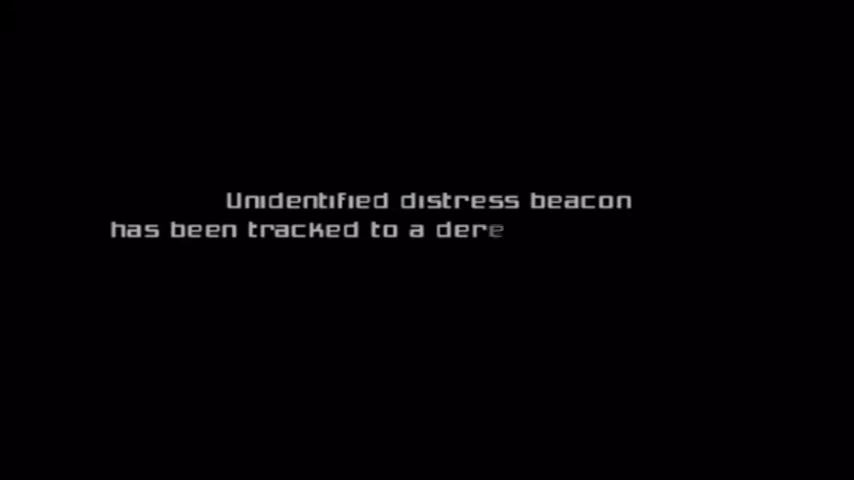 Unidentified distress beacon
has been tracked to a dere